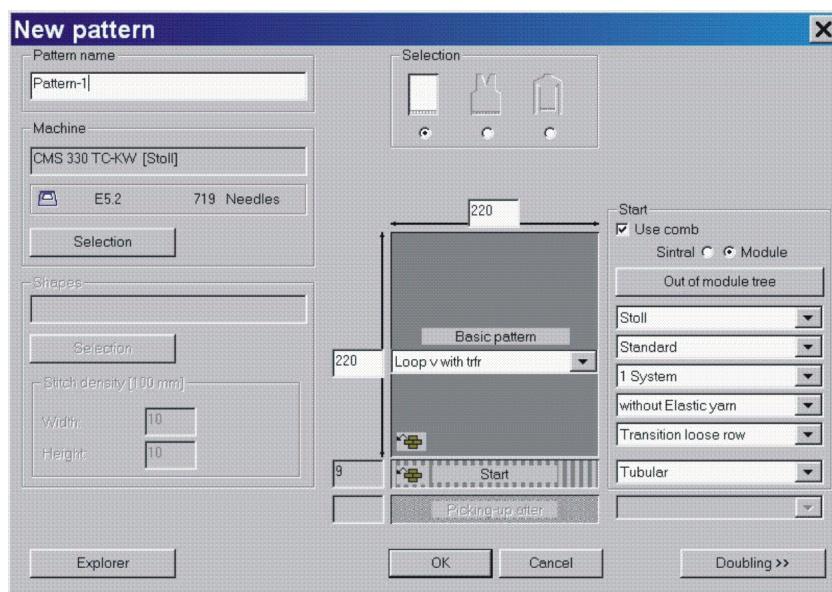 New pattern
Pattern name
Pattern-1
Machine
CMS 330 TC-KW [Stoll]
E5.2 719 Needles
Selection
Shapes
Selection
Stitch density [100 mm]
Width: 10
Height: 10
Explorer
Selection
220
220
Basic pattern
Loop v with trfr
9
Start
Picking-up after
OK
Cancel
Start
Use comb
Sintral Module
Out of module tree
Stoll
Standard
1 System
without Elastic yarn
Transition loose row
Tubular
Doubling >>